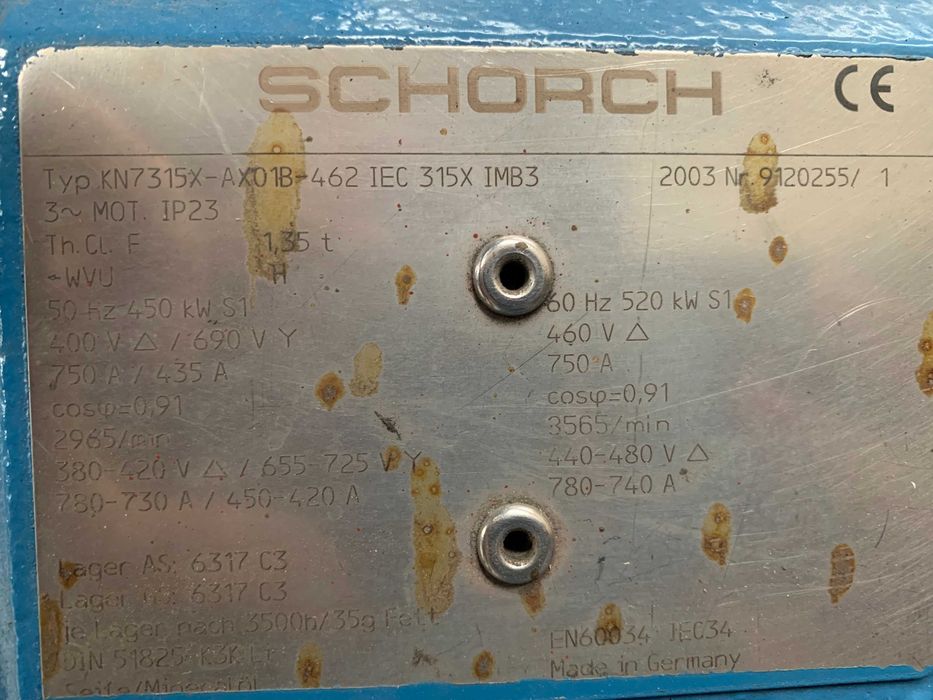 SCHORCH CE
Typ KN7315X-AX01B-462 IEC 315X IMB3 2003 Nr. 9120255/ 1
3~ MOT. IP23
Th.Cl. F 1,35 t
WVU H
50 Hz 450 kW S1
400 V △ / 690 V Y
750 A / 435 A
cosφ=0,91
2965/min
380-420 V △ / 655-725 V Y
780-730 A / 450-420 A
60 Hz 520 kW S1
460 V △
750 A
cosφ=0,91
3565/min
440-480 V △
780-740 A
Lager AS: 6317 C3
Lager 6317 C3
je Lager nach 3500h/35g Fett
DIN 51825-K3K
Seife/Mineralöl
EN60034 IEC34
Made in Germany